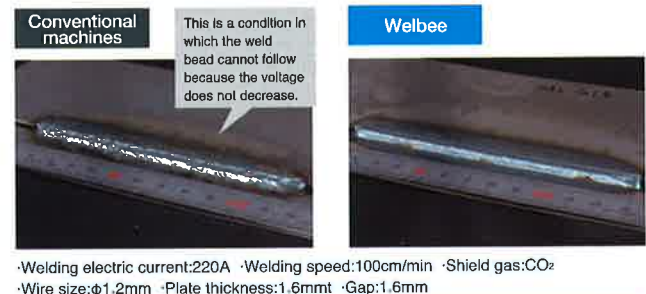 Conventional
machines
This is a condition in
which the weld
bead cannot follow
because the voltage
does not decrease.
Welbee
·Welding electric current:220A ·Welding speed:100cm/min ·Shield gas:CO₂
·Wire size:φ1.2mm ·Plate thickness:1.6mmt ·Gap:1.6mm